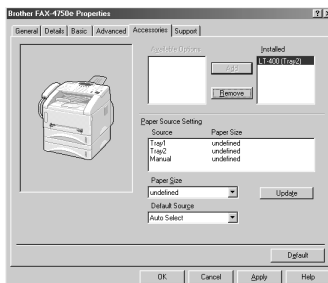 Brother FAX-4750e Properties
General Details Basic Advanced Accessories Support
Available Options
Installed
Add
LT-400 (Tray2)
Remove
Paper Source Setting
Source Paper Size
Tray1 undefined
Tray2 undefined
Manual undefined
Paper Size
undefined
Update
Default Source
Auto Select
Default
OK Cancel Apply Help